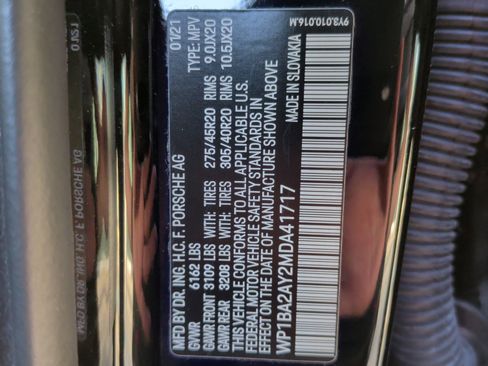 MFD BY DR. ING. H.C. F. PORSCHE AG 01/21
GVWR 6162 LBS TYPE: MPV
GAWR FRONT 3109 LBS WITH: TIRES 275/45R20 RIMS 9.0JX20
GAWR REAR 3208 LBS WITH: TIRES 305/40R20 RIMS 10.5JX20
THIS VEHICLE CONFORMS TO ALL APPLICABLE U.S.
FEDERAL MOTOR VEHICLE SAFETY STANDARDS IN
EFFECT ON THE DATE OF MANUFACTURE SHOWN ABOVE
WP1BA2AY2MDA41717
MADE IN SLOVAKIA
9Y3.010.016.M